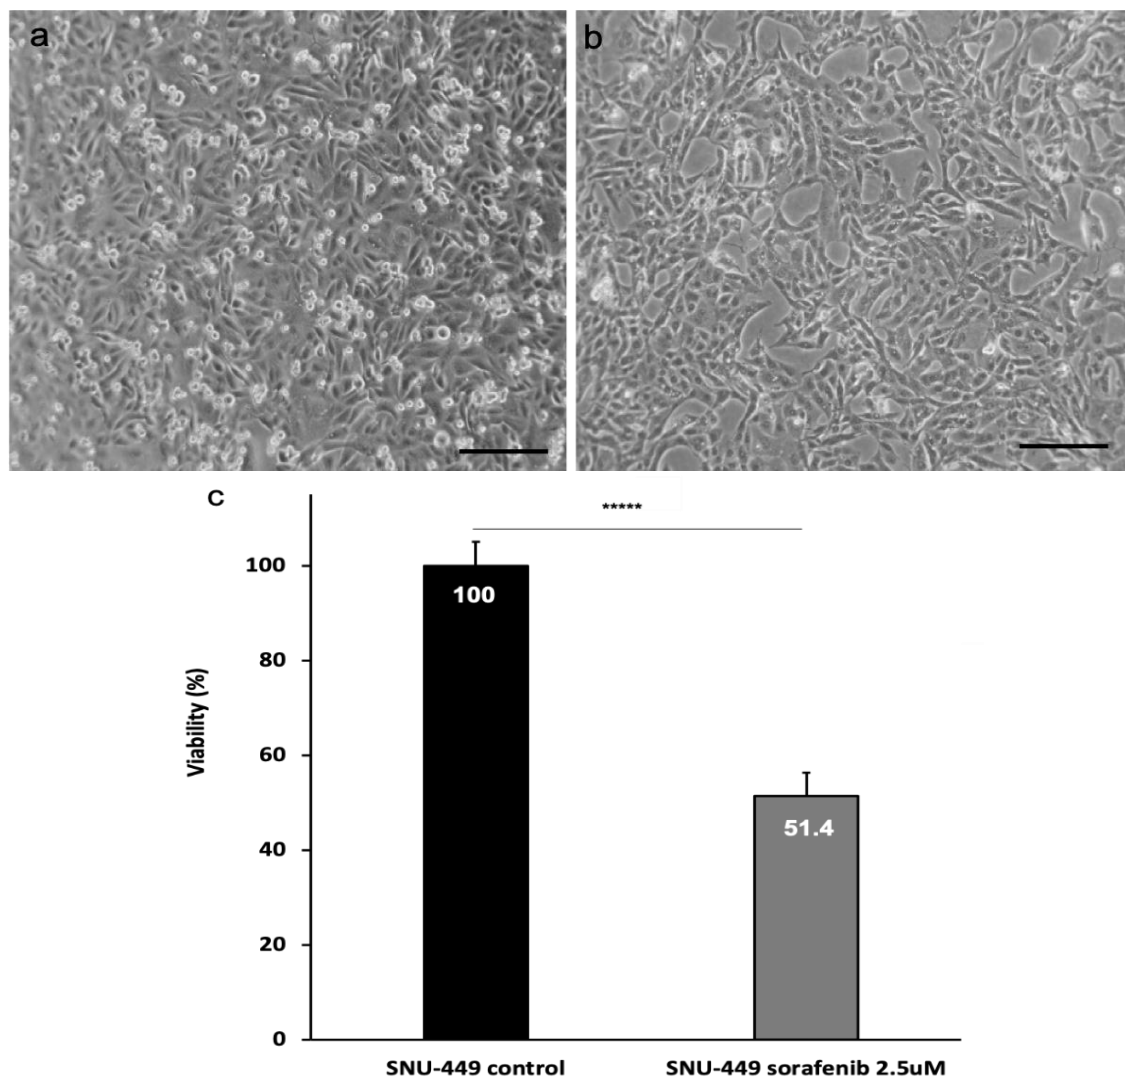 a
b
c
*****
100
80
60
40
20
0
Viability (%)
100
51.4
SNU-449 control
SNU-449 sorafenib 2.5uM